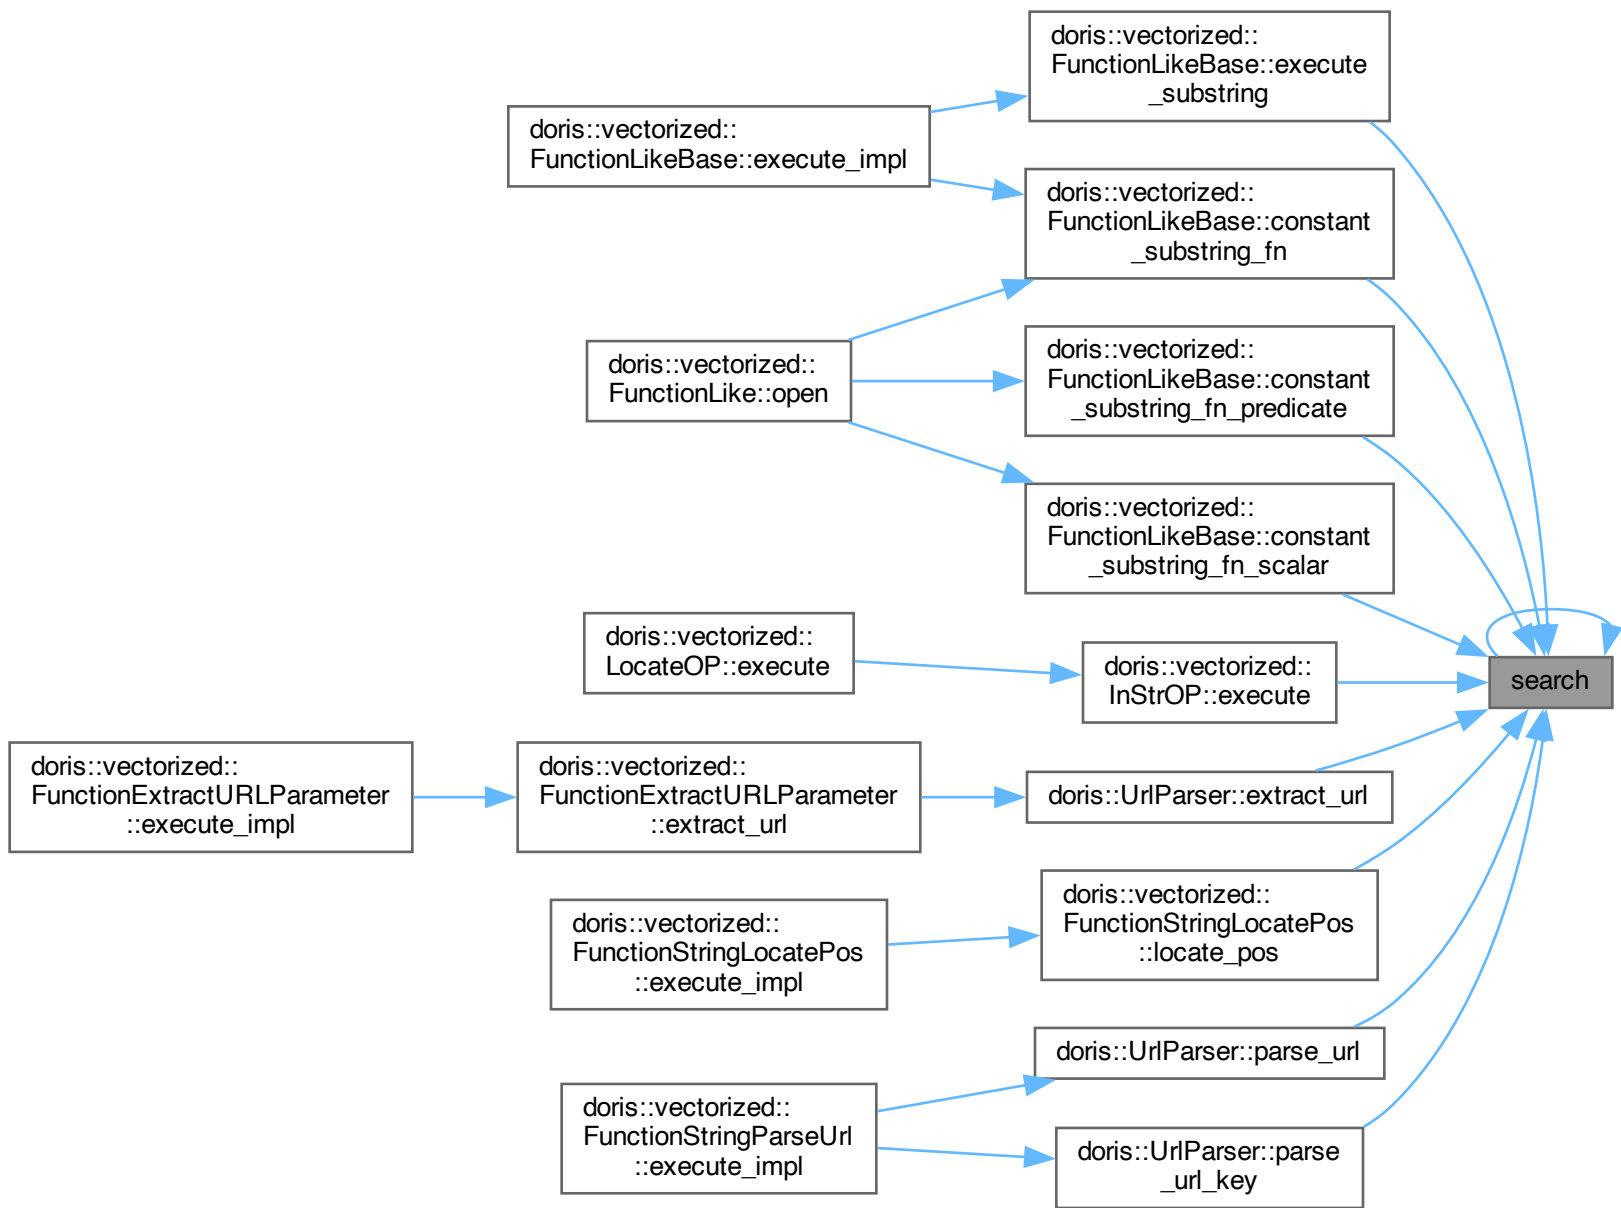 doris::vectorized::
FunctionLikeBase::execute
_substring
doris::vectorized::
FunctionLikeBase::execute_impl
doris::vectorized::
FunctionLikeBase::constant
_substring_fn
doris::vectorized::
FunctionLike::open
doris::vectorized::
FunctionLikeBase::constant
_substring_fn_predicate
doris::vectorized::
FunctionLikeBase::constant
_substring_fn_scalar
doris::vectorized::
LocateOP::execute
doris::vectorized::
InStrOP::execute
search
doris::vectorized::
FunctionExtractURLParameter
::execute_impl
doris::vectorized::
FunctionExtractURLParameter
::extract_url
doris::UrlParser::extract_url
doris::vectorized::
FunctionStringLocatePos
::execute_impl
doris::vectorized::
FunctionStringLocatePos
::locate_pos
doris::UrlParser::parse_url
doris::vectorized::
FunctionStringParseUrl
::execute_impl
doris::UrlParser::parse
_url_key